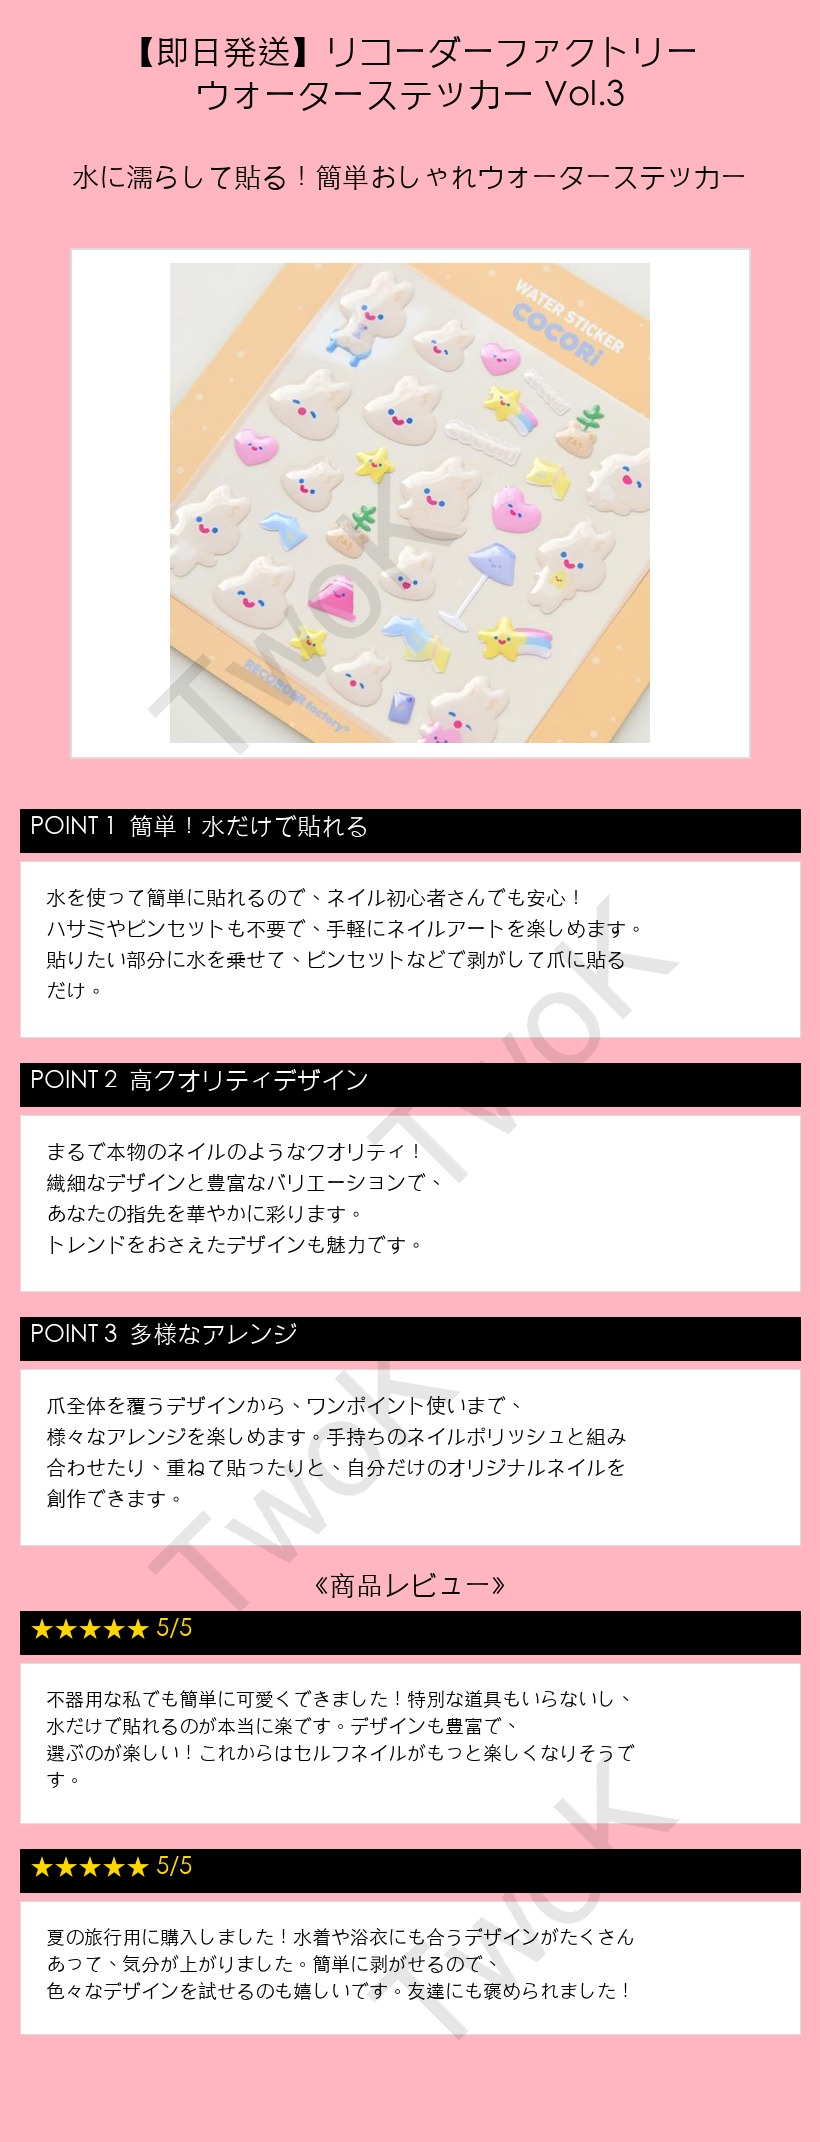 【即日発送】リコーダーファクトリー
ウォーターステッカー Vol.3
水に濡らして貼る！簡単おしゃれウォーターステッカー
WATER STICKER
COCORi
RECORDER factory®
TwoK
POINT 1 簡単！水だけで貼れる
水を使って簡単に貼れるので、ネイル初心者さんでも安心！
ハサミやピンセットも不要で、手軽にネイルアートを楽しめます。
貼りたい部分に水を乗せて、ピンセットなどで剥がして爪に貼る
だけ。
TwoK
POINT 2 高クオリティデザイン
まるで本物のネイルのようなクオリティ！
繊細なデザインと豊富なバリエーションで、
あなたの指先を華やかに彩ります。
トレンドをおさえたデザインも魅力です。
POINT 3 多様なアレンジ
爪全体を覆うデザインから、ワンポイント使いまで、
様々なアレンジを楽しめます。手持ちのネイルポリッシュと組み
合わせたり、重ねて貼ったりと、自分だけのオリジナルネイルを
創作できます。
TwoK
《商品レビュー》
★★★★★ 5/5
不器用な私でも簡単に可愛くできました！特別な道具もいらないし、
水だけで貼れるのが本当に楽です。デザインも豊富で、
選ぶのが楽しい！これからはセルフネイルがもっと楽しくなりそうで
す。
★★★★★ 5/5
夏の旅行用に購入しました！水着や浴衣にも合うデザインがたくさん
あって、気分が上がりました。簡単に剥がせるので、
色々なデザインを試せるのも嬉しいです。友達にも褒められました！
TwoK